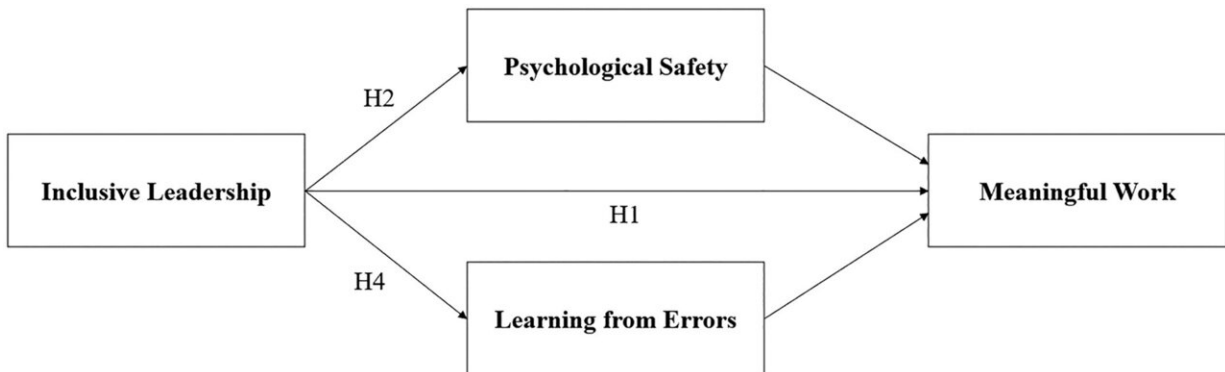 Psychological Safety
H2
Inclusive Leadership
Meaningful Work
H1
H4
Learning from Errors